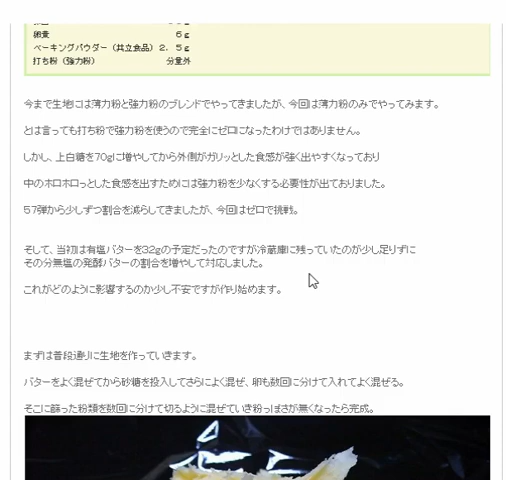 卵黄 6g
ベーキングパウダー (共立食品) 2. 5g
打ち粉 (強力粉) 分量外
今まで生地には薄力粉と強力粉のブレンドでやってきましたが、今回は薄力粉のみでやってみます。
とは言っても打ち粉で強力粉を使うので完全にゼロになったわけではありません。
しかし、上白糖を70gに増やしてから外側がガリッとした食感が強く出やすくなっており
中のホロホロっとした食感を出すためには強力粉を少なくする必要性が出ておりました。
57弾から少しずつ割合を減らしてきましたが、今回はゼロで挑戦。
そして、当初は有塩バターを32gの予定だったのですが冷蔵庫に残っていたのが少し足りずに
その分無塩の発酵バターの割合を増やして対応しました。
これがどのように影響するのか少し不安ですが作り始めます。
まずは普段通りに生地を作っていきます。
バターをよく混ぜてから砂糖を投入してさらによく混ぜ、卵も数回に分けて入れてよく混ぜる。
そこに篩った粉類を数回に分けて切るように混ぜていき粉っぽさが無くなったら完成。